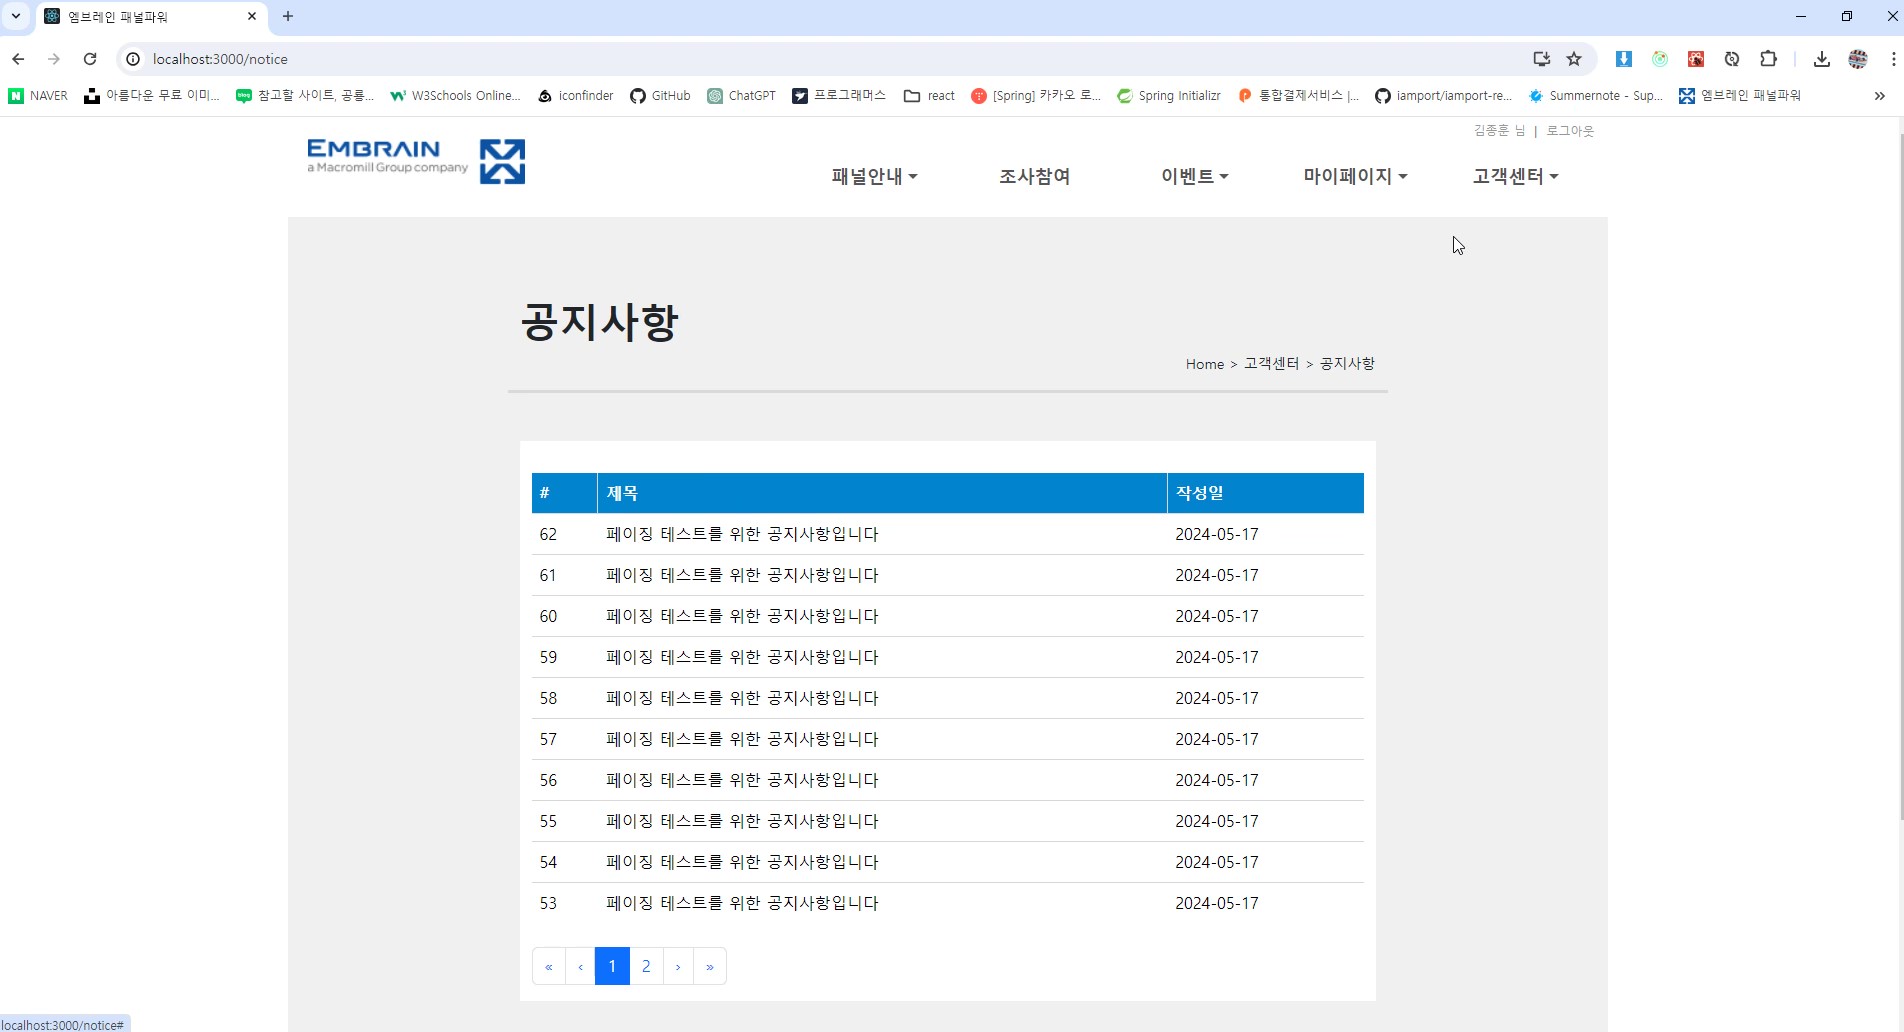 엠브레인 패널파워
localhost:3000/notice
NAVER 아름다운 무료 이미... 참고할 사이트, 공룡... W3Schools Online... iconfinder GitHub ChatGPT 프로그래머스 react [Spring] 카카오 로... Spring Initializr 통합결제서비스 |... iamport/iamport-re... Summernote - Sup... 엠브레인 패널파워
김종훈 님 | 로그아웃
EMBRAIN
a Macromill Group company
패널안내 조사참여 이벤트 마이페이지 고객센터
공지사항
Home > 고객센터 > 공지사항
# 제목 작성일
62 페이징 테스트를 위한 공지사항입니다 2024-05-17
61 페이징 테스트를 위한 공지사항입니다 2024-05-17
60 페이징 테스트를 위한 공지사항입니다 2024-05-17
59 페이징 테스트를 위한 공지사항입니다 2024-05-17
58 페이징 테스트를 위한 공지사항입니다 2024-05-17
57 페이징 테스트를 위한 공지사항입니다 2024-05-17
56 페이징 테스트를 위한 공지사항입니다 2024-05-17
55 페이징 테스트를 위한 공지사항입니다 2024-05-17
54 페이징 테스트를 위한 공지사항입니다 2024-05-17
53 페이징 테스트를 위한 공지사항입니다 2024-05-17
« ‹ 1 2 › »
localhost:3000/notice#